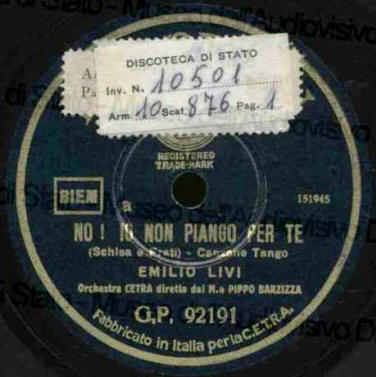 DISCOTECA DI STATO
Inv. N. 10501
Arm. 10 Scat. 876 Pag. 1
REGISTERED
TRADE-MARK
BIEM
151945
a
NO! IO NON PIANGO PER TE
(Schisa e Frati) - Canzone Tango
EMILIO LIVI
Orchestra CETRA diretta dal M.o PIPPO BARZIZZA
G.P. 92191
Fabbricato in Italia per la C.E.T.R.A.